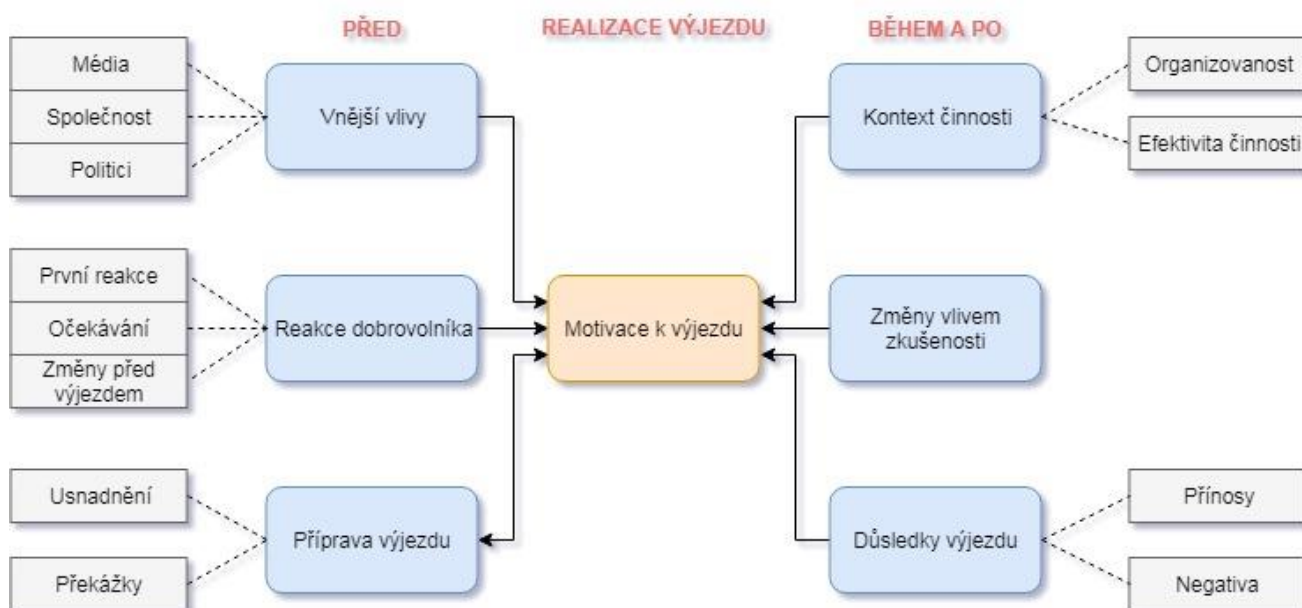 PŘED
REALIZACE VÝJEZDU
BĚHEM A PO
Média
Společnost
Politici
Vnější vlivy
Kontext činnosti
Organizovanost
Efektivita činnosti
První reakce
Očekávání
Změny před
výjezdem
Reakce dobrovolníka
Motivace k výjezdu
Změny vlivem
zkušenosti
Usnadnění
Překážky
Příprava výjezdu
Důsledky výjezdu
Přínosy
Negativa